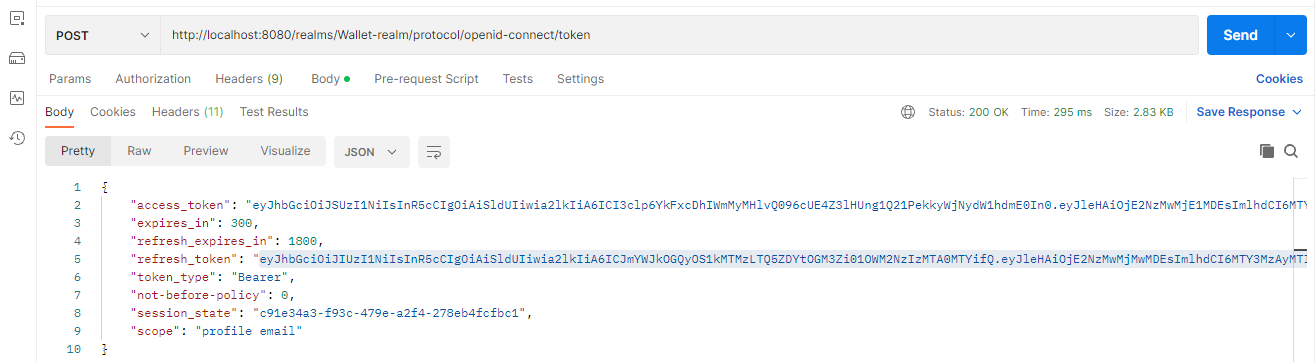 POST http://localhost:8080/realms/Wallet-realm/protocol/openid-connect/token Send
Params Authorization Headers (9) Body Pre-request Script Tests Settings Cookies
Body Cookies Headers (11) Test Results Status: 200 OK Time: 295 ms Size: 2.83 KB Save Response
Pretty Raw Preview Visualize JSON
1 {
2 "access_token": "eyJhbGciOiJSUzI1NiIsInR5cCIgOiAiSldUIiwia2lkIiA6ICI3clp6YkFxcDhIWmMyMHlvQ096cUE4Z3lHUng1Q21PekkyWjNydW1hdmE0In0.eyJleHAiOjE2NzMwMjE1MDEsImlhdCI6MTY
3 "expires_in": 300,
4 "refresh_expires_in": 1800,
5 "refresh_token": "eyJhbGciOiJIUzI1NiIsInR5cCIgOiAiSldUIiwia2lkIiA6ICJmYWJkOGQyOS1kMTMzLTQ5ZDYtOGM3Zi01OWM2NzIzMTA0MTYifQ.eyJleHAiOjE2NzMwMjMwMDEsImlhdCI6MTY3MzAyMTI
6 "token_type": "Bearer",
7 "not-before-policy": 0,
8 "session_state": "c91e34a3-f93c-479e-a2f4-278eb4fcfbc1",
9 "scope": "profile email"
10 }